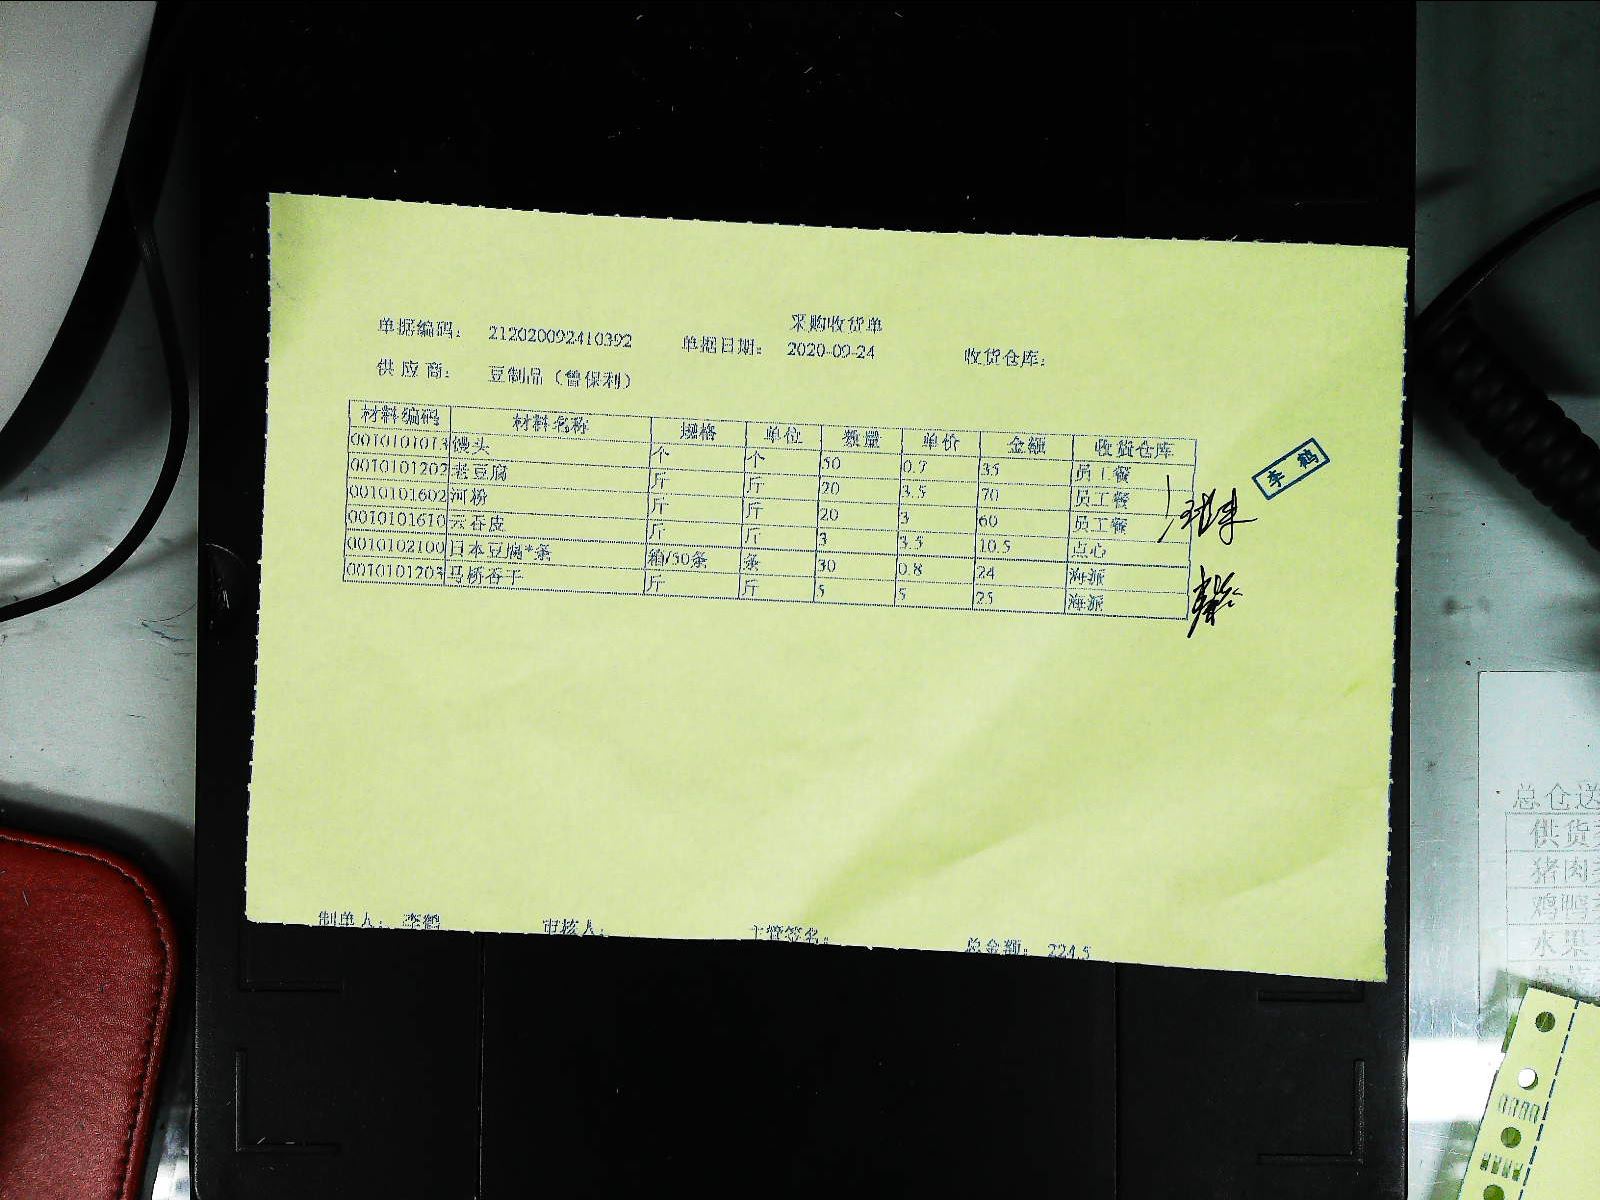 采购收货单
单据编码： 212020092410392 单据日期： 2020-09-24 收货仓库：
供应商： 豆制品（曾保利）
材料编码 材料名称 规格 单位 数量 单价 金额 收货仓库
0010101013 馒头 个 个 50 0.7 35 员工餐
0010101202 老豆腐 斤 斤 20 3.5 70 员工餐
0010101602 河粉 斤 斤 20 3 60 员工餐
0010101610 云吞皮 斤 斤 3 3.5 10.5 点心
0010102100 日本豆腐*条 箱/50条 条 30 0.8 24 海派
0010101203 马桥香干 斤 斤 5 5 25 海派
李鹤
制单人： 李鹤 审核人： 主管签名： 总金额： 224.5
总仓送
供货
猪肉
鸡鸭
水果